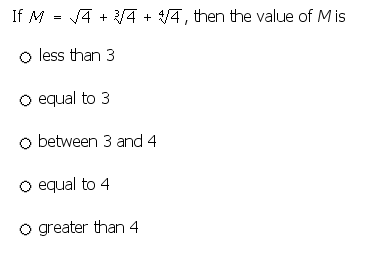 If M = √4 + ∛4 + ∜4, then the value of M is
less than 3
equal to 3
between 3 and 4
equal to 4
greater than 4